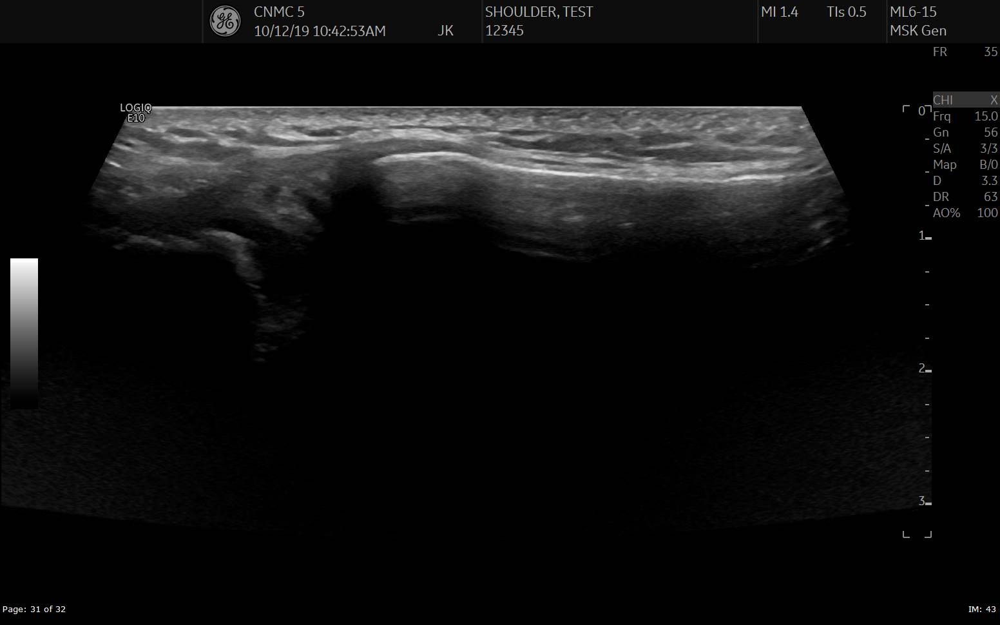 CNMC 5
10/12/19 10:42:53AM JK
SHOULDER, TEST
12345
MI 1.4 TIs 0.5
ML6-15
MSK Gen
FR 35
CHI X
Frq 15.0
Gn 56
S/A 3/3
Map B/0
D 3.3
DR 63
AO% 100
LOGIQ
E10
0
1
2
3
Page: 31 of 32
IM: 43